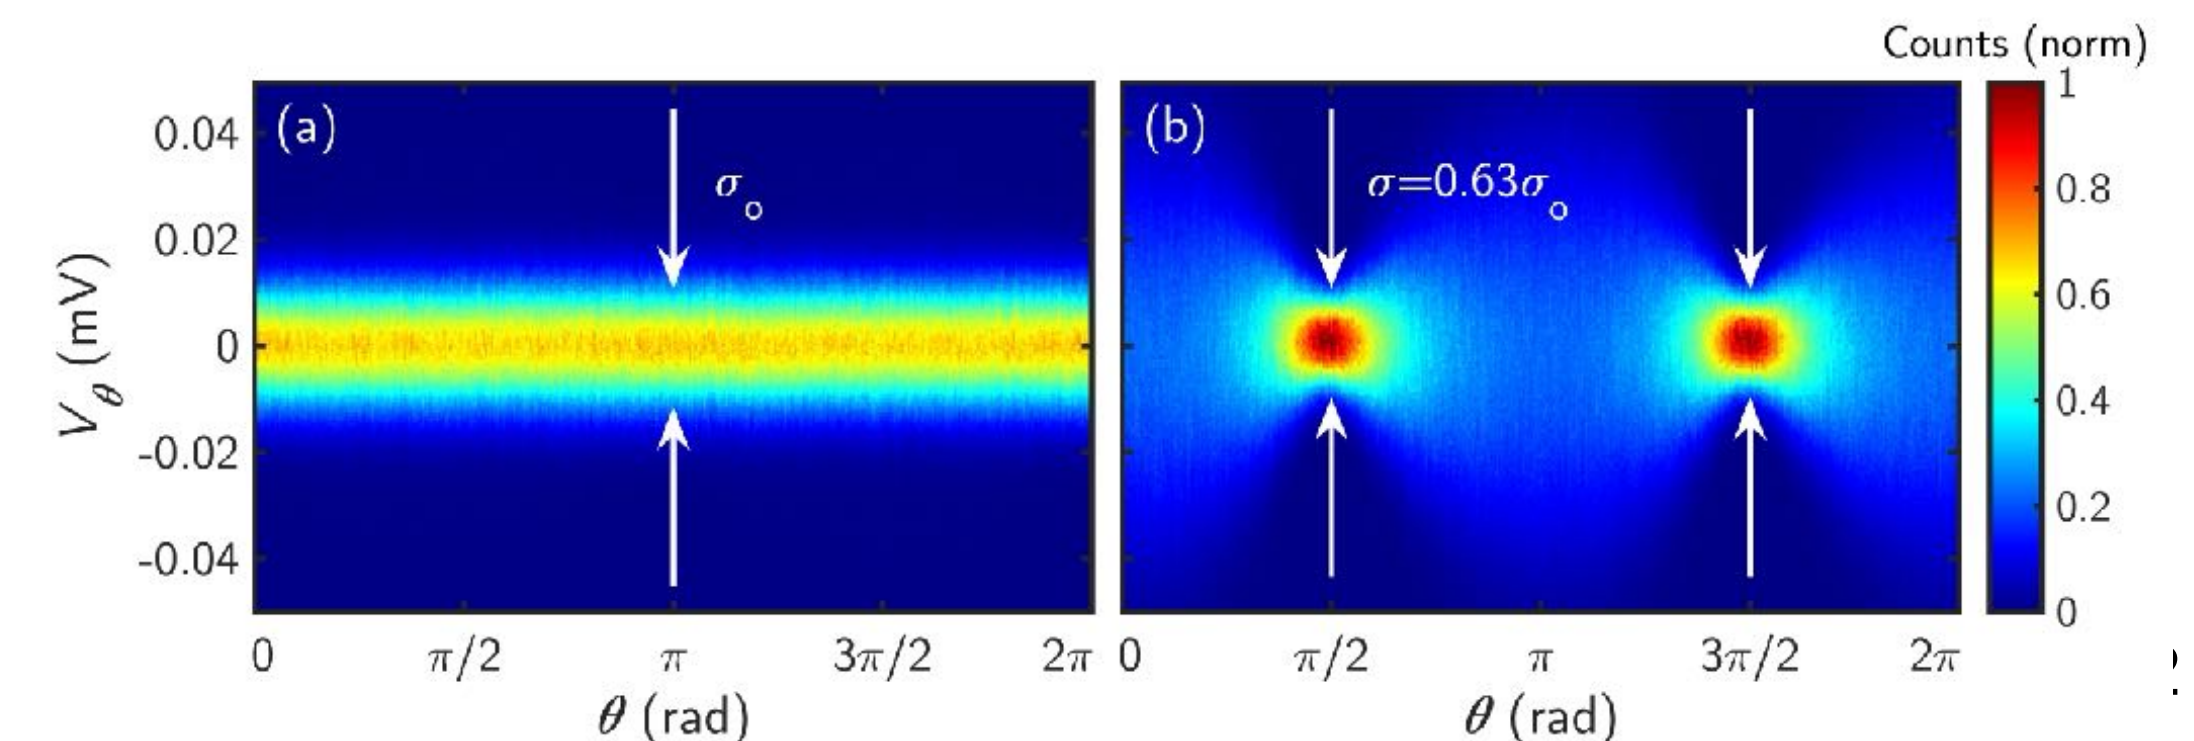 Counts (norm)
(a)
σo
(b)
σ=0.63σo
0.04
0.02
0
-0.02
-0.04
Vθ (mV)
0 π/2 π 3π/2 2π
θ (rad)
0 π/2 π 3π/2 2π
θ (rad)
1
0.8
0.6
0.4
0.2
0